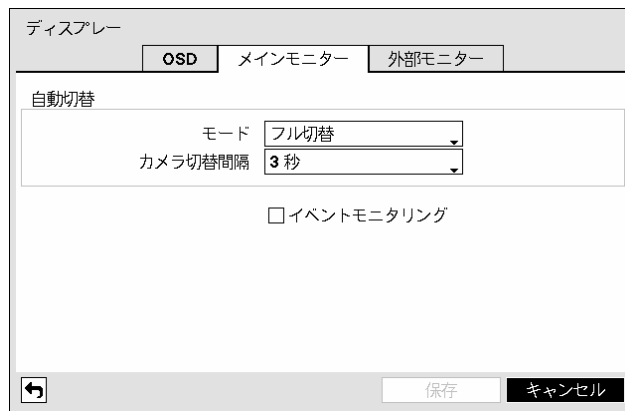 ディスプレー
OSD メインモニター 外部モニター
自動切替
モード フル切替
カメラ切替間隔 3 秒
イベントモニタリング
保存 キャンセル